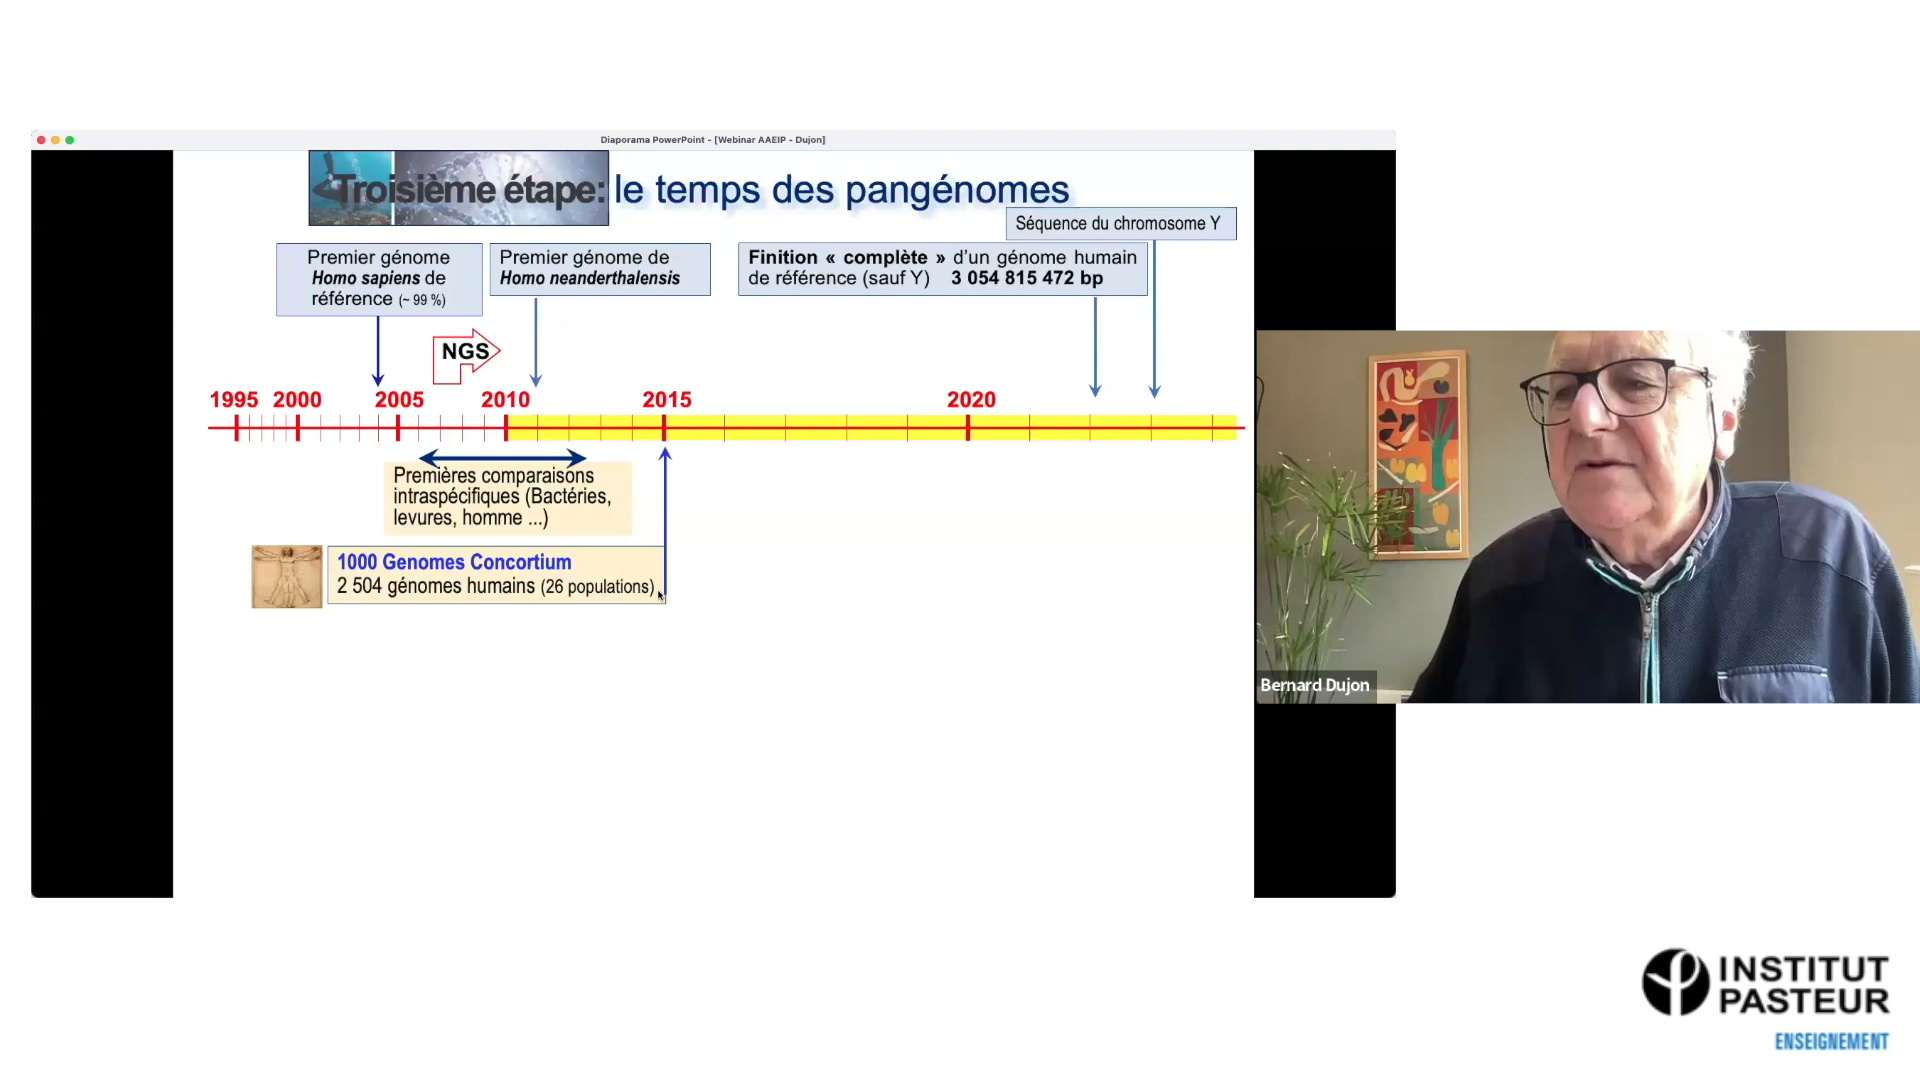 Diaporama PowerPoint - [Webinar AAEIP - Dujon]
<Troisième étape: le temps des pangénomes
Séquence du chromosome Y
Premier génome
Homo sapiens de
référence (~ 99 %)
Premier génome de
Homo neanderthalensis
Finition « complète » d'un génome humain
de référence (sauf Y) 3 054 815 472 bp
NGS
1995 2000 2005 2010 2015 2020
Premières comparaisons
intraspécifiques (Bactéries,
levures, homme ...)
1000 Genomes Concortium
2 504 génomes humains (26 populations)
Bernard Dujon
INSTITUT
PASTEUR
ENSEIGNEMENT